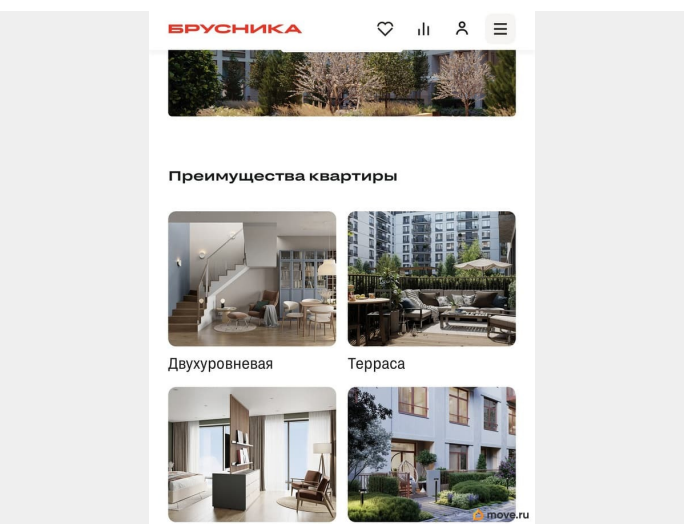 БРУСНИКА
Преимущества квартиры
Двухуровневая
Терраса
move.ru